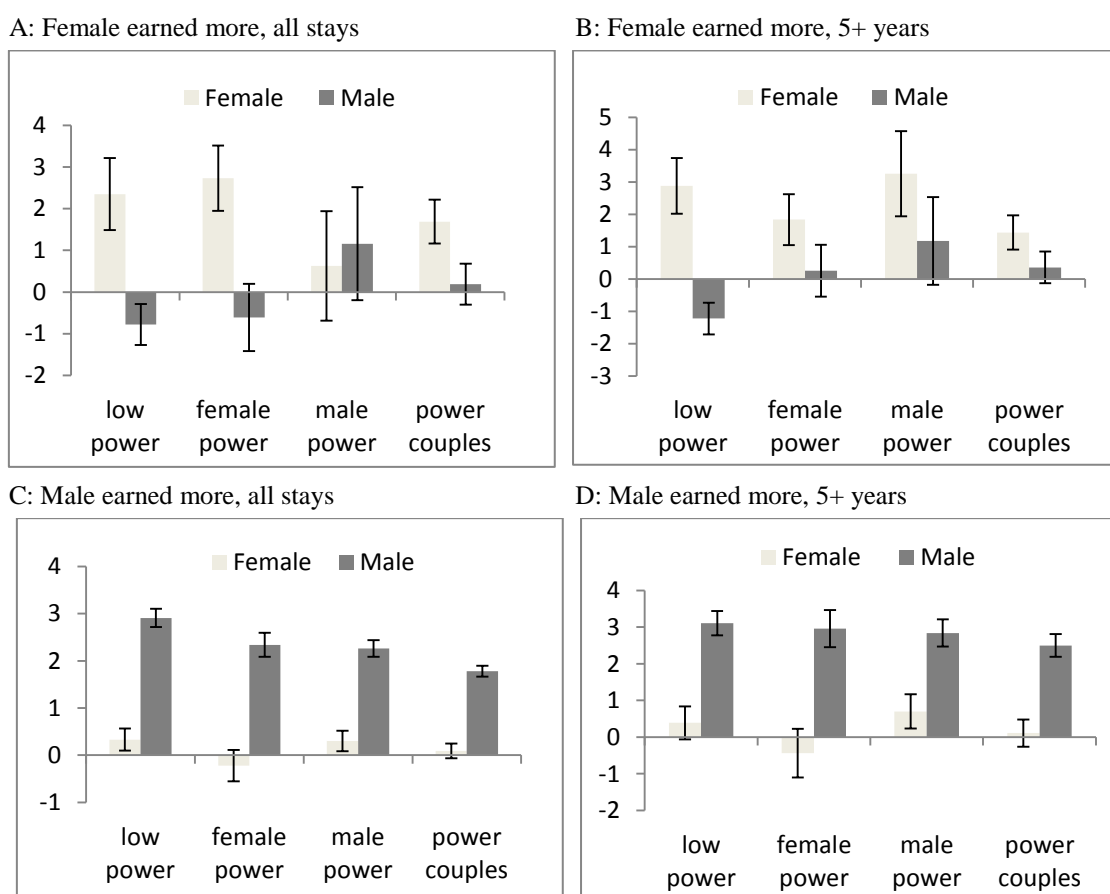 A: Female earned more, all stays
Female Male
4
3
2
1
0
-1
-2
low female male power
power power power couples
B: Female earned more, 5+ years
Female Male
5
4
3
2
1
0
-1
-2
-3
low female male power
power power power couples
C: Male earned more, all stays
Female Male
4
3
2
1
0
-1
low female male power
power power power couples
D: Male earned more, 5+ years
Female Male
4
3
2
1
0
-1
-2
low female male power
power power power couples